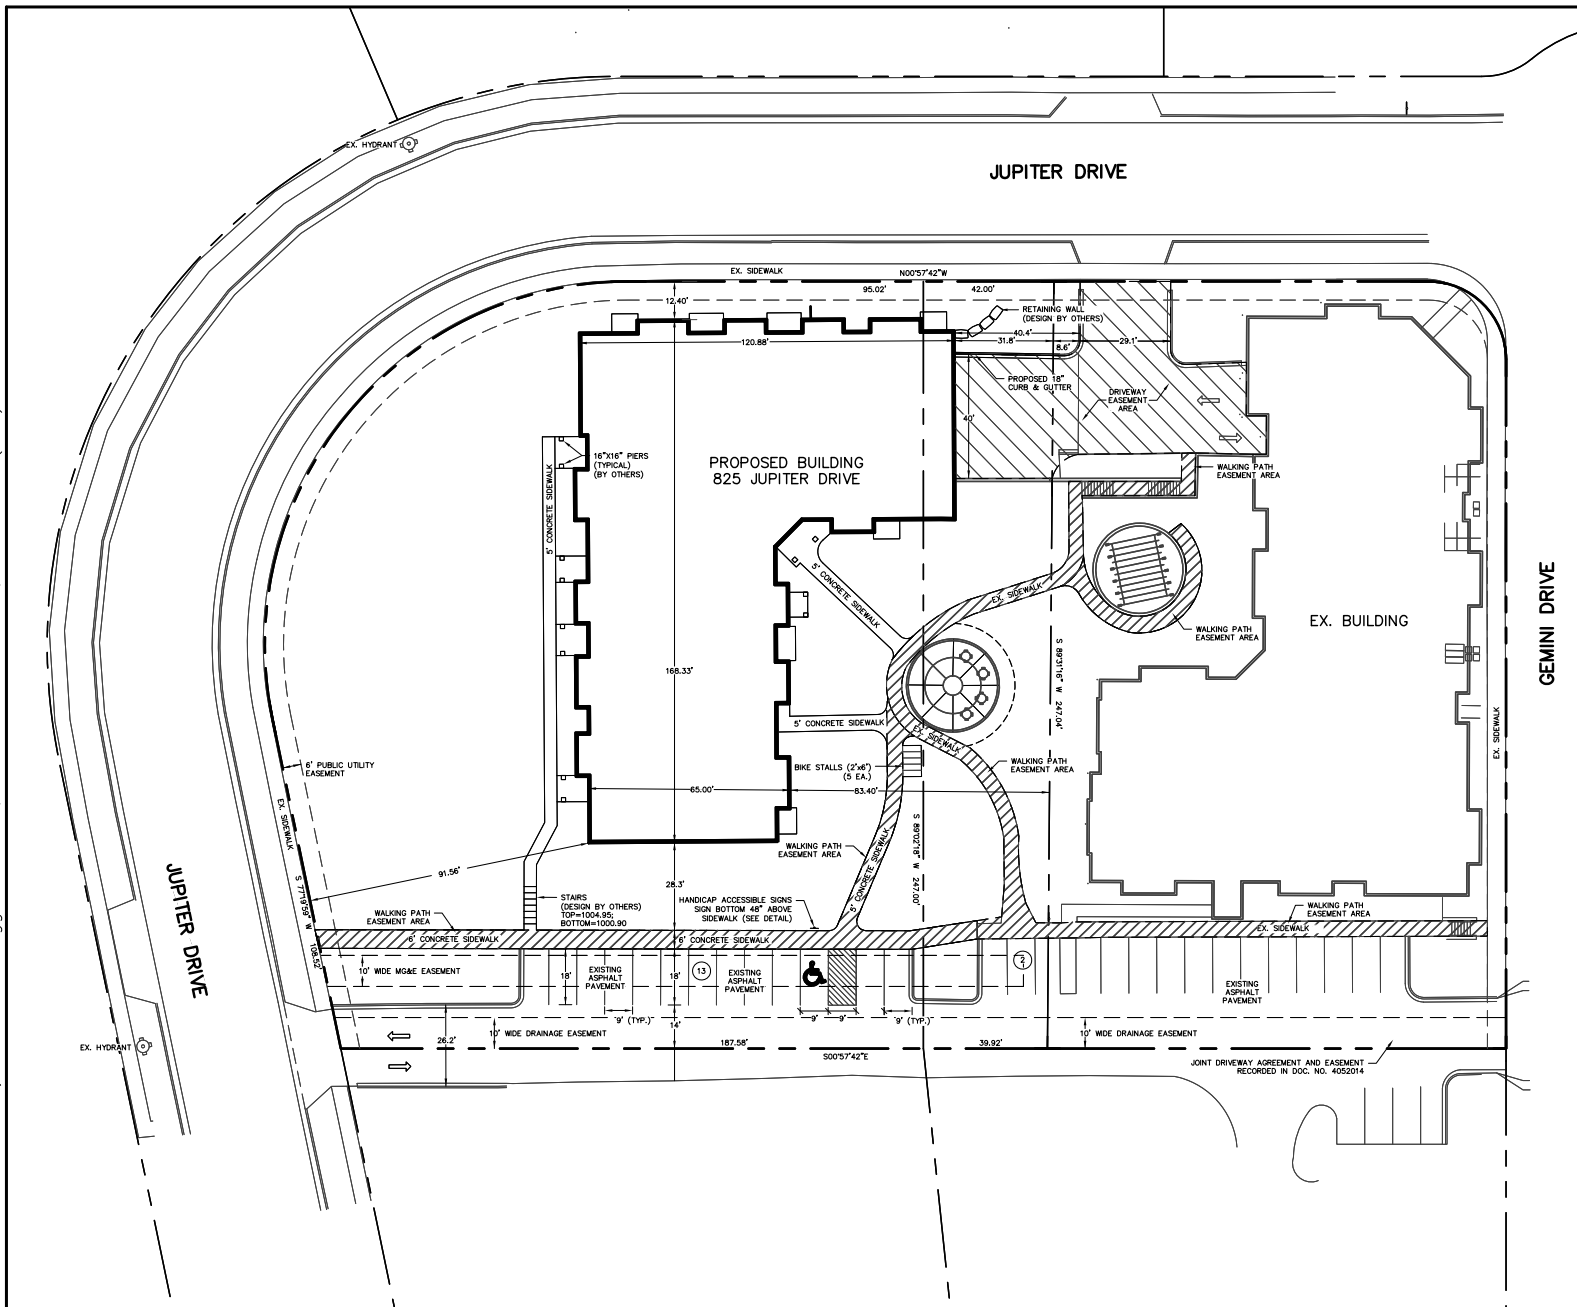 EX. HYDRANT
JUPITER DRIVE
EX. SIDEWALK
N00°57'42"W
95.02'
42.00'
12.40'
RETAINING WALL
(DESIGN BY OTHERS)
40.4'
120.88'
31.8'
8.6'
29.1'
PROPOSED 18"
CURB & GUTTER
DRIVEWAY
EASEMENT
AREA
40'
16"X16" PIERS
(TYPICAL)
(BY OTHERS)
PROPOSED BUILDING
825 JUPITER DRIVE
WALKING PATH
EASEMENT AREA
5' CONCRETE SIDEWALK
5' CONCRETE SIDEWALK
EX. SIDEWALK
WALKING PATH
EASEMENT AREA
EX. BUILDING
GEMINI DRIVE
S 89°31'16" W 247.04'
168.33'
5' CONCRETE SIDEWALK
EX. SIDEWALK
EX. SIDEWALK
6' PUBLIC UTILITY
EASEMENT
BIKE STALLS (2'x6')
(5 EA.)
WALKING PATH
EASEMENT AREA
65.00'
83.40'
EX. SIDEWALK
S 89°02'18" W 247.00'
WALKING PATH
EASEMENT AREA
5' CONCRETE SIDEWALK
91.56'
28.3'
S 77°19'59" W 108.52'
STAIRS
(DESIGN BY OTHERS)
TOP=1004.95;
BOTTOM=1000.90
HANDICAP ACCESSIBLE SIGNS
SIGN BOTTOM 48" ABOVE
SIDEWALK (SEE DETAIL)
WALKING PATH
EASEMENT AREA
WALKING PATH
EASEMENT AREA
JUPITER DRIVE
6' CONCRETE SIDEWALK
6' CONCRETE SIDEWALK
EX. SIDEWALK
10' WIDE MG&E EASEMENT
18'
EXISTING
ASPHALT
PAVEMENT
18'
13
EXISTING
ASPHALT
PAVEMENT
2
EXISTING
ASPHALT
PAVEMENT
9' (TYP.)
14'
9'
9'
9' (TYP.)
10' WIDE DRAINAGE EASEMENT
10' WIDE DRAINAGE EASEMENT
EX. HYDRANT
26.2'
187.58'
39.92'
S00°57'42"E
JOINT DRIVEWAY AGREEMENT AND EASEMENT
RECORDED IN DOC. NO. 4052014